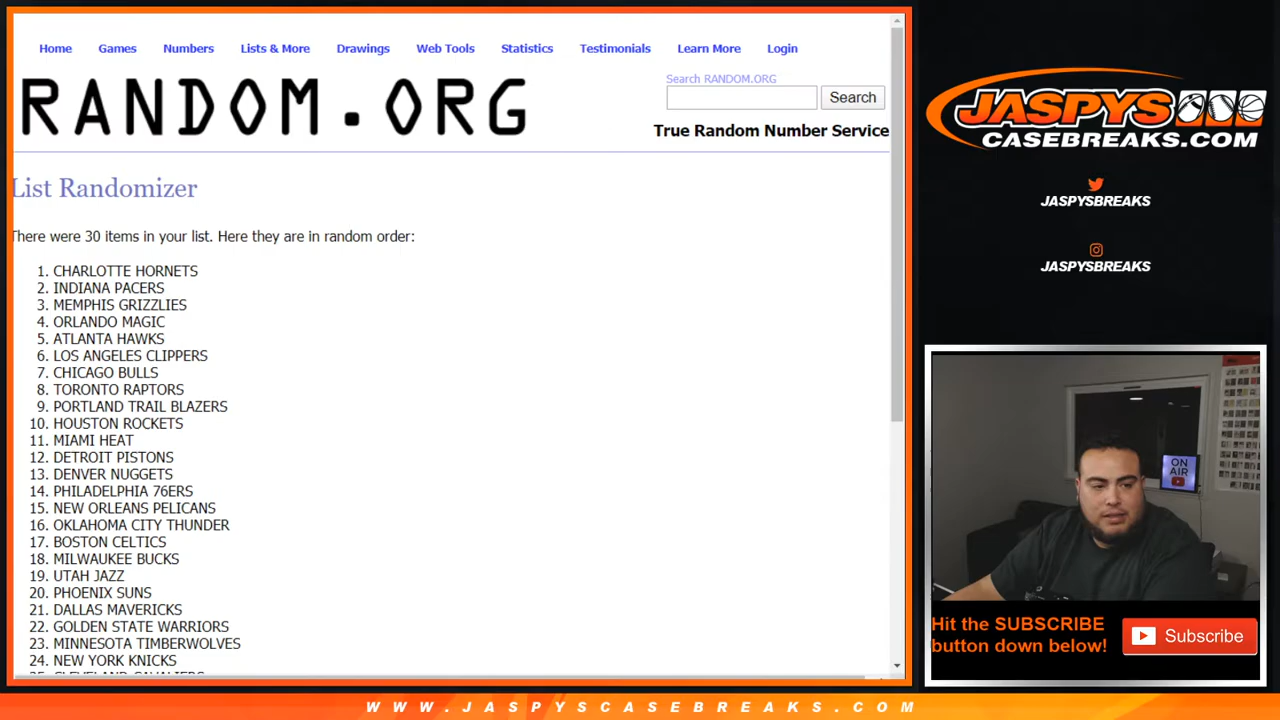 Home Games Numbers Lists & More Drawings Web Tools Statistics Testimonials Learn More Login
RANDOM.ORG
Search RANDOM.ORG
Search
True Random Number Service
List Randomizer
There were 30 items in your list. Here they are in random order:
1. CHARLOTTE HORNETS
2. INDIANA PACERS
3. MEMPHIS GRIZZLIES
4. ORLANDO MAGIC
5. ATLANTA HAWKS
6. LOS ANGELES CLIPPERS
7. CHICAGO BULLS
8. TORONTO RAPTORS
9. PORTLAND TRAIL BLAZERS
10. HOUSTON ROCKETS
11. MIAMI HEAT
12. DETROIT PISTONS
13. DENVER NUGGETS
14. PHILADELPHIA 76ERS
15. NEW ORLEANS PELICANS
16. OKLAHOMA CITY THUNDER
17. BOSTON CELTICS
18. MILWAUKEE BUCKS
19. UTAH JAZZ
20. PHOENIX SUNS
21. DALLAS MAVERICKS
22. GOLDEN STATE WARRIORS
23. MINNESOTA TIMBERWOLVES
24. NEW YORK KNICKS
25. CLEVELAND CAVALIERS
JASPYS
CASEBREAKS.COM
JASPYSBREAKS
JASPYSBREAKS
ON
AIR
Hit the SUBSCRIBE
button down below!
Subscribe
WWW.JASPYSCASEBREAKS.COM